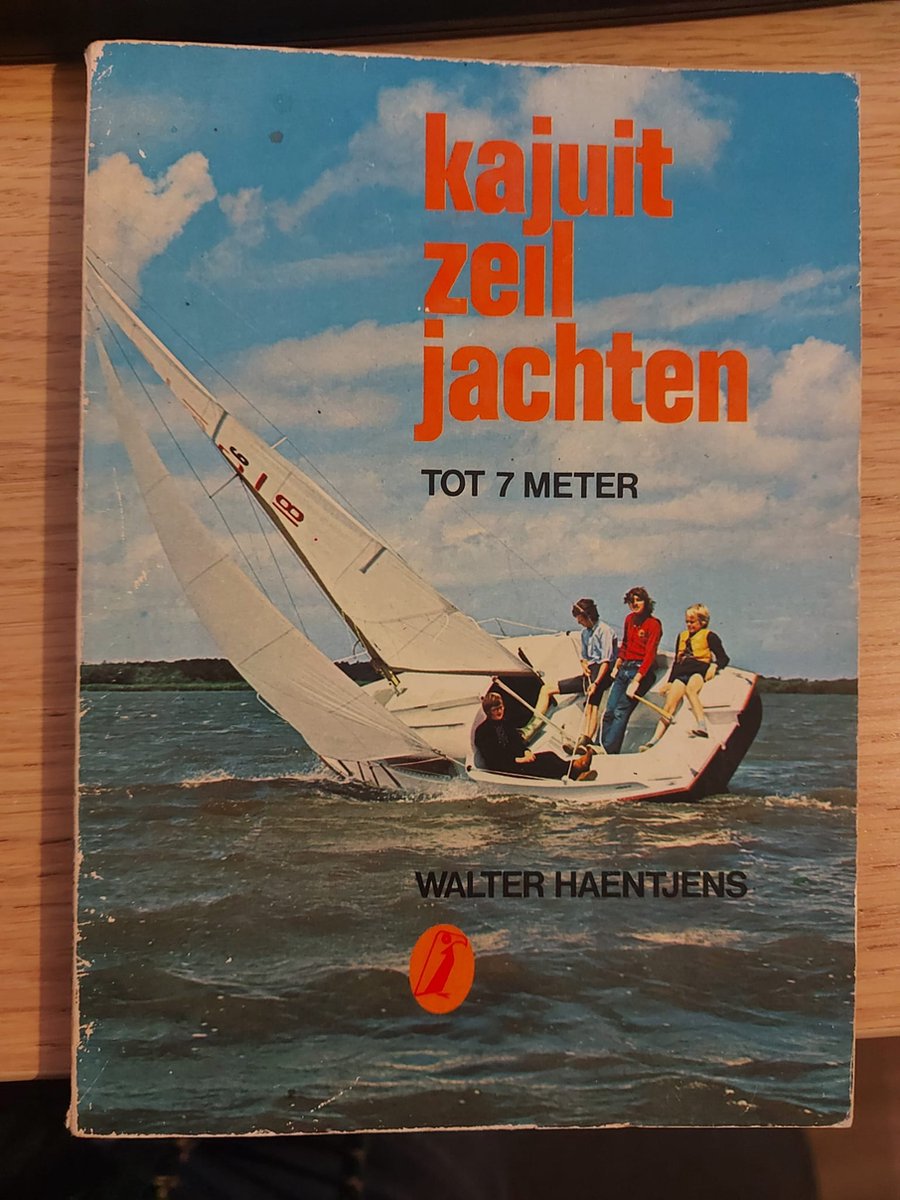 kajuit
zeil
jachten
TOT 7 METER
WALTER HAENTJENS